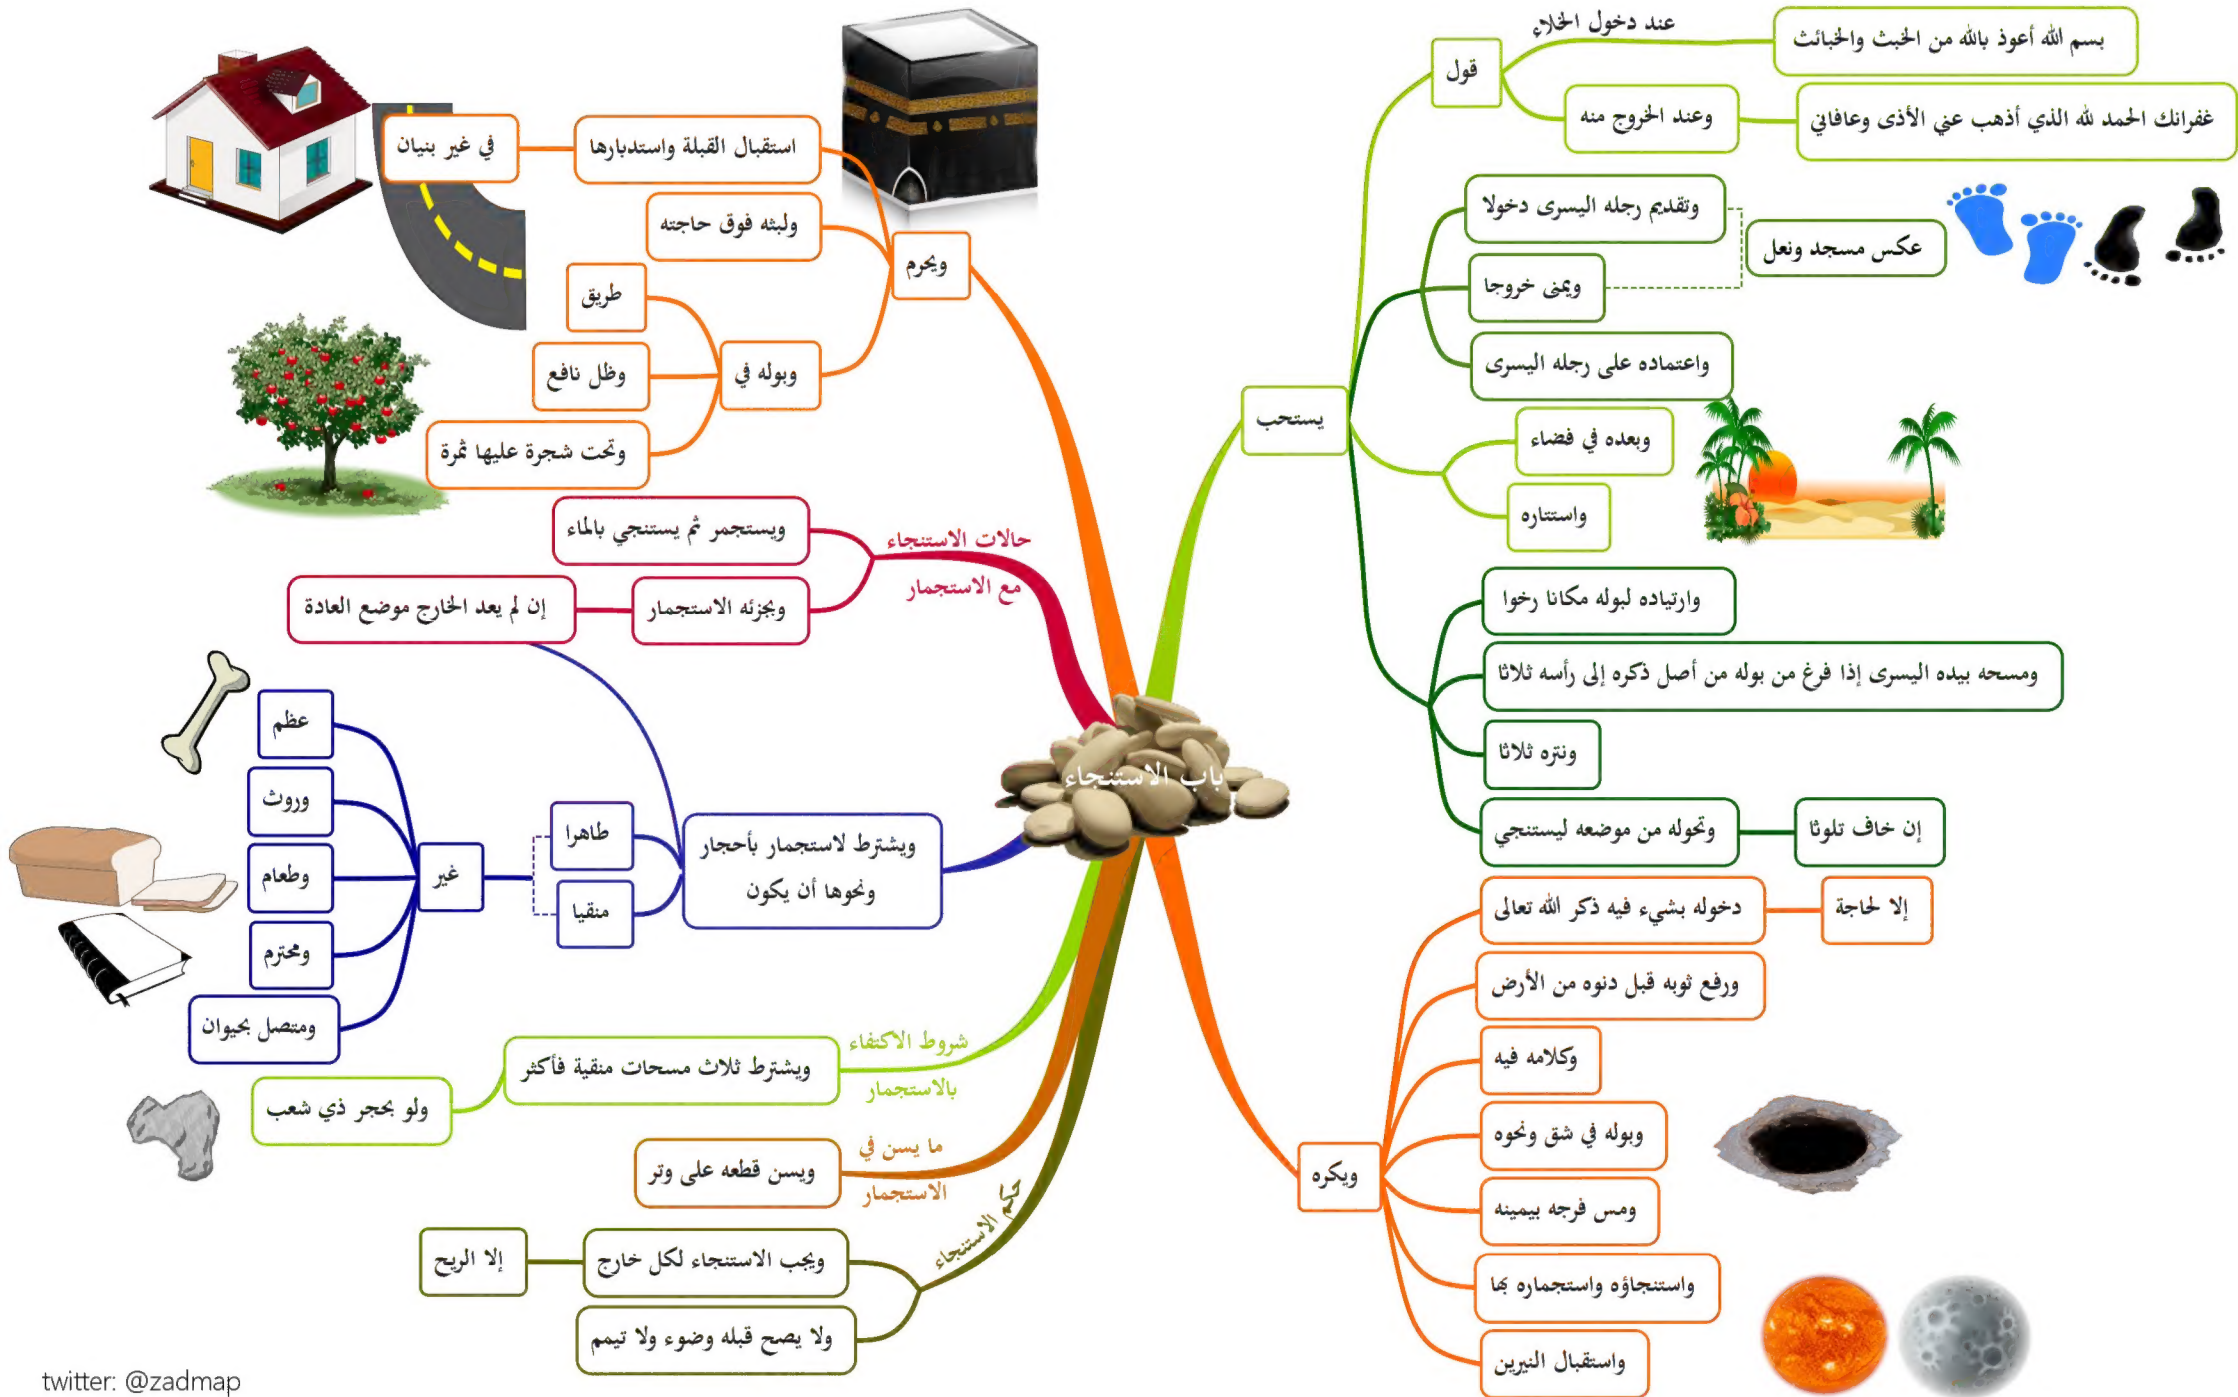 باب الاستنجاء
يستحب
قول
عند دخول الخلاء
بسم الله أعوذ بالله من الخبث والخبائث
وعند الخروج منه
غفرانك الحمد لله الذي أذهب عني الأذى وعافاني
وتقديم رجله اليسرى دخولا
ويمنى خروجا
عكس مسجد ونعل
واعتماده على رجله اليسرى
وبعده في فضاء
واستتاره
وارتياده لبوله مكانا رخوا
ومسحه بيده اليسرى إذا فرغ من بوله من أصل ذكره إلى رأسه ثلاثا
ونتره ثلاثا
وتحوله من موضعه ليستنجي
إن خاف تلوثا
ويكره
دخوله بشيء فيه ذكر الله تعالى
إلا لحاجة
ورفع ثوبه قبل دنوه من الأرض
وكلامه فيه
وبوله في شق ونحوه
ومس فرجه بيمينه
واستنجاؤه واستجماره بها
واستقبال النيرين
ويحرم
استقبال القبلة واستدبارها
في غير بنيان
ولبثه فوق حاجته
وبوله في
طريق
وظل نافع
وتحت شجرة عليها ثمرة
حالات الاستنجاء
مع الاستجمار
ويستجمر ثم يستنجي بالماء
ويجزئه الاستجمار
إن لم يعد الخارج موضع العادة
ويشترط لاستجمار بأحجار
ونحوها أن يكون
طاهرا
منقيا
غير
عظم
وروث
وطعام
ومحترم
ومتصل بحيوان
شروط الاكتفاء
بالاستجمار
ويشترط ثلاث مسحات منقية فأكثر
ولو بحجر ذي شعب
ما يسن في
الاستجمار
ويسن قطعه على وتر
حكم الاستنجاء
ويجب الاستنجاء لكل خارج
إلا الريح
ولا يصح قبله وضوء ولا تيمم
twitter: @zadmap